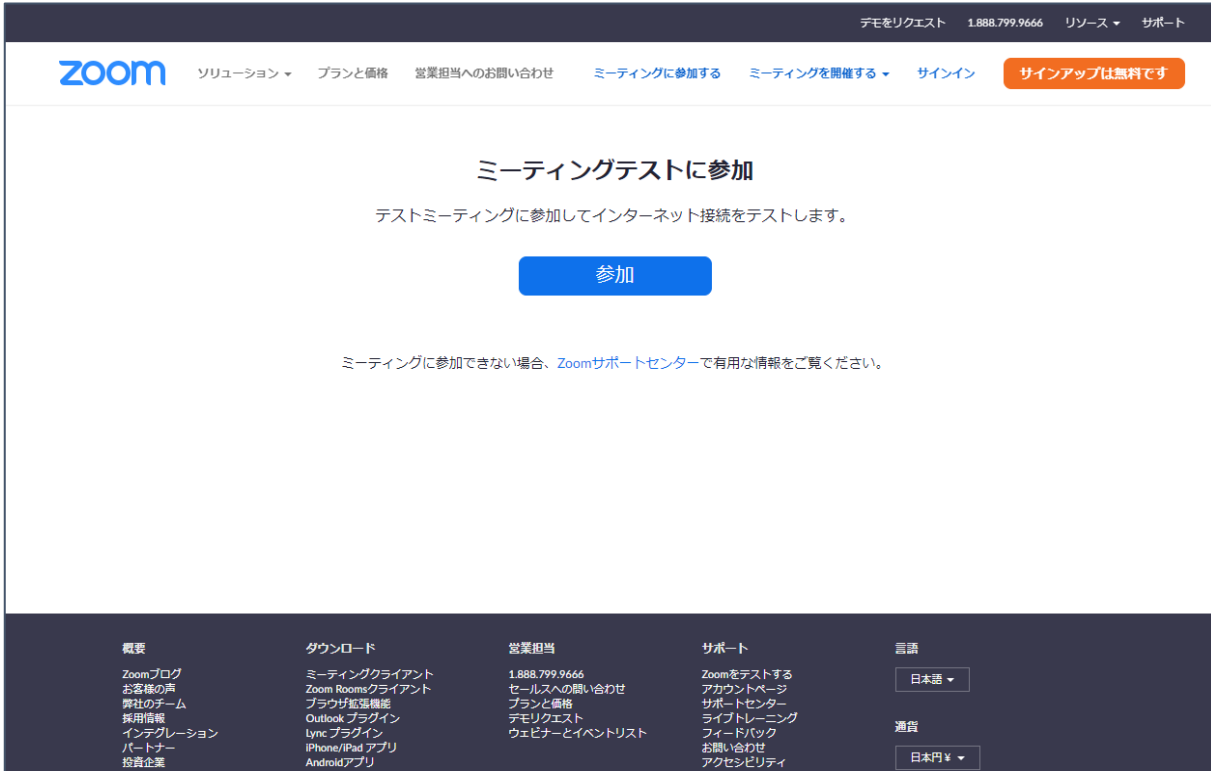 デモをリクエスト 1.888.799.9666 リソース サポート
zoom ソリューション プランと価格 営業担当へのお問い合わせ ミーティングに参加する ミーティングを開催する サインイン サインアップは無料です
ミーティングテストに参加
テストミーティングに参加してインターネット接続をテストします。
参加
ミーティングに参加できない場合、Zoomサポートセンターで有用な情報をご覧ください。
概要
Zoomブログ
お客様の声
弊社のチーム
採用情報
インテグレーション
パートナー
投資企業
ダウンロード
ミーティングクライアント
Zoom Roomsクライアント
ブラウザ拡張機能
Outlook プラグイン
Lync プラグイン
iPhone/iPad アプリ
Androidアプリ
営業担当
1.888.799.9666
セールスへの問い合わせ
プランと価格
デモリクエスト
ウェビナーとイベントリスト
サポート
Zoomをテストする
アカウントページ
サポートセンター
ライブトレーニング
フィードバック
お問い合わせ
アクセシビリティ
言語
日本語
通貨
日本円¥